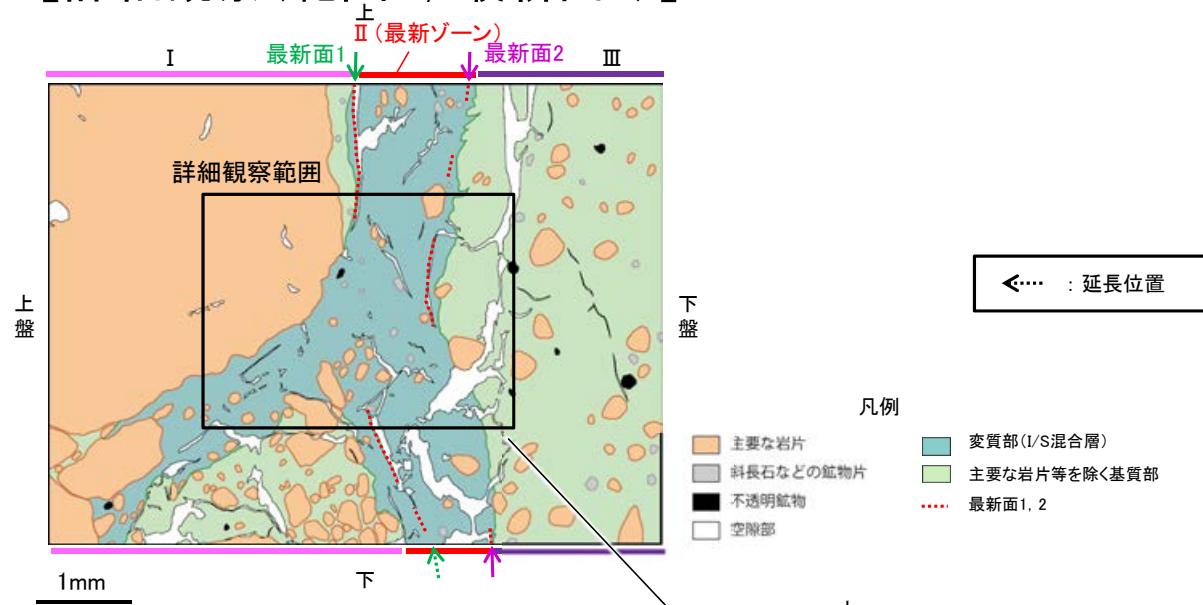 上
Ⅱ(最新ゾーン)
Ⅰ
最新面1
最新面2
Ⅲ
詳細観察範囲
上盤
下盤
:延長位置
凡例
主要な岩片
斜長石などの鉱物片
不透明鉱物
空隙部
変質部(I/S混合層)
主要な岩片等を除く基質部
最新面1, 2
1mm
下